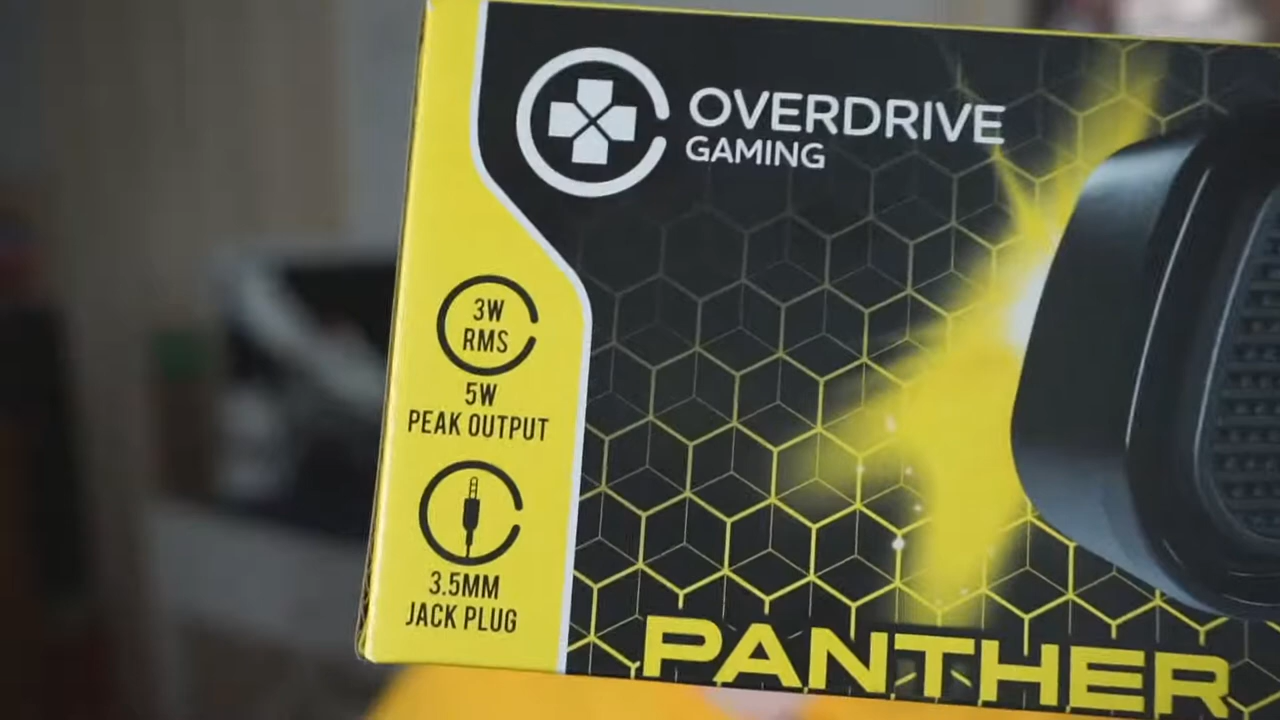 OVERDRIVE
GAMING
3W
RMS
5W
PEAK OUTPUT
3.5MM
JACK PLUG
PANTHER